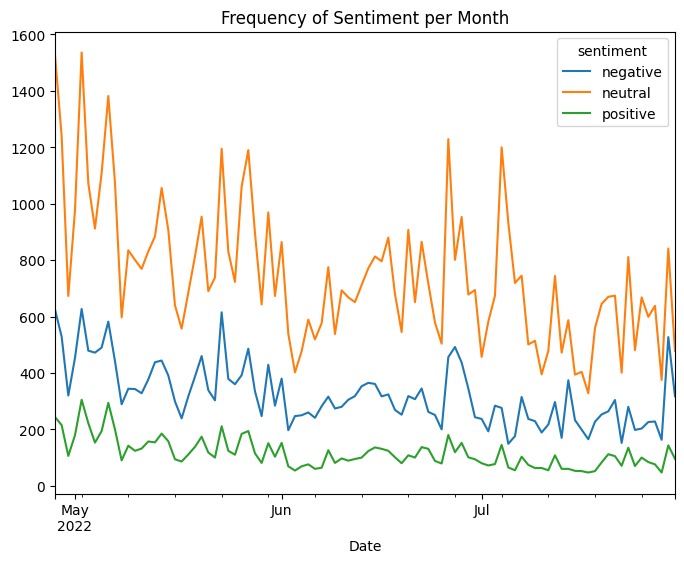 Frequency of Sentiment per Month
sentiment
negative
neutral
positive
1600
1400
1200
1000
800
600
400
200
0
May
2022
Jun
Jul
Date